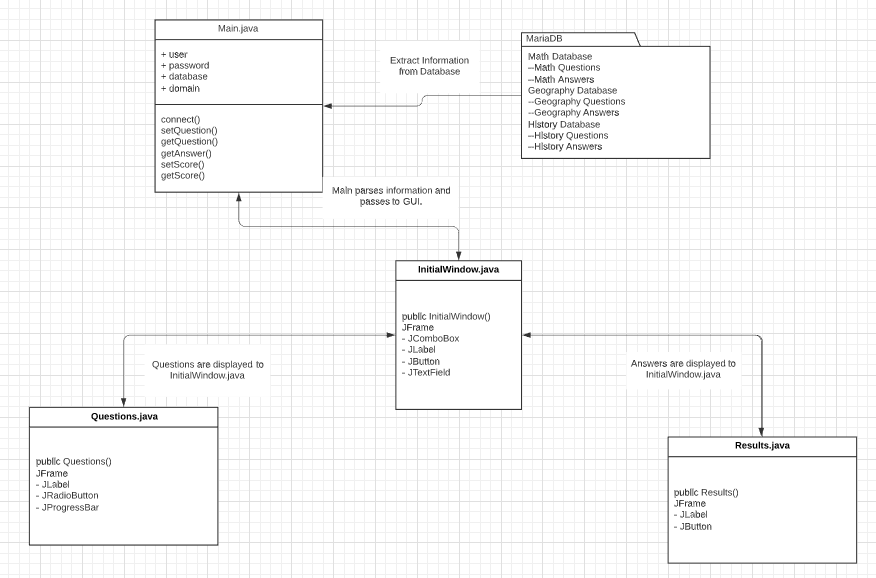 Main.java
+ user
+ password
+ database
+ domain
connect()
setQuestion()
getQuestion()
getAnswer()
setScore()
getScore()
Extract Information
from Database
MariaDB
Math Database
--Math Questions
--Math Answers
Geography Database
--Geography Questions
--Geography Answers
History Database
--History Questions
--History Answers
Main parses information and
passes to GUI.
InitialWindow.java
public InitialWindow()
JFrame
- JComboBox
- JLabel
- JButton
- JTextField
Questions are displayed to
InitialWindow.java
Answers are displayed to
InitialWindow.java
Questions.java
public Questions()
JFrame
- JLabel
- JRadioButton
- JProgressBar
Results.java
public Results()
JFrame
- JLabel
- JButton